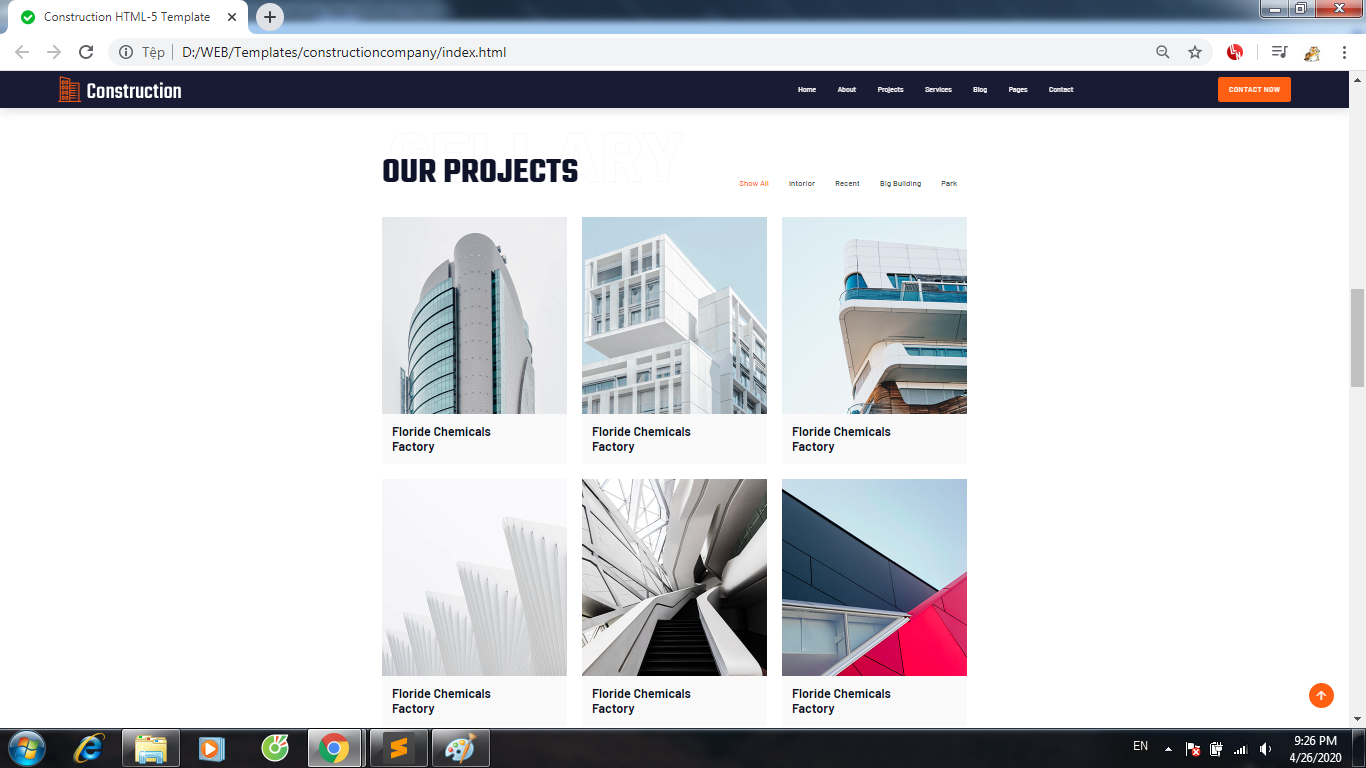 Construction HTML-5 Template
Tệp
D:/WEB/Templates/constructioncompany/index.html
Construction
Home About Projects Services Blog Pages Contact
CONTACT NOW
GELLARY
OUR PROJECTS
Show All Intorior Recent Big Building Park
Floride Chemicals
Factory
Floride Chemicals
Factory
Floride Chemicals
Factory
Floride Chemicals
Factory
Floride Chemicals
Factory
Floride Chemicals
Factory
EN
9:26 PM
4/26/2020